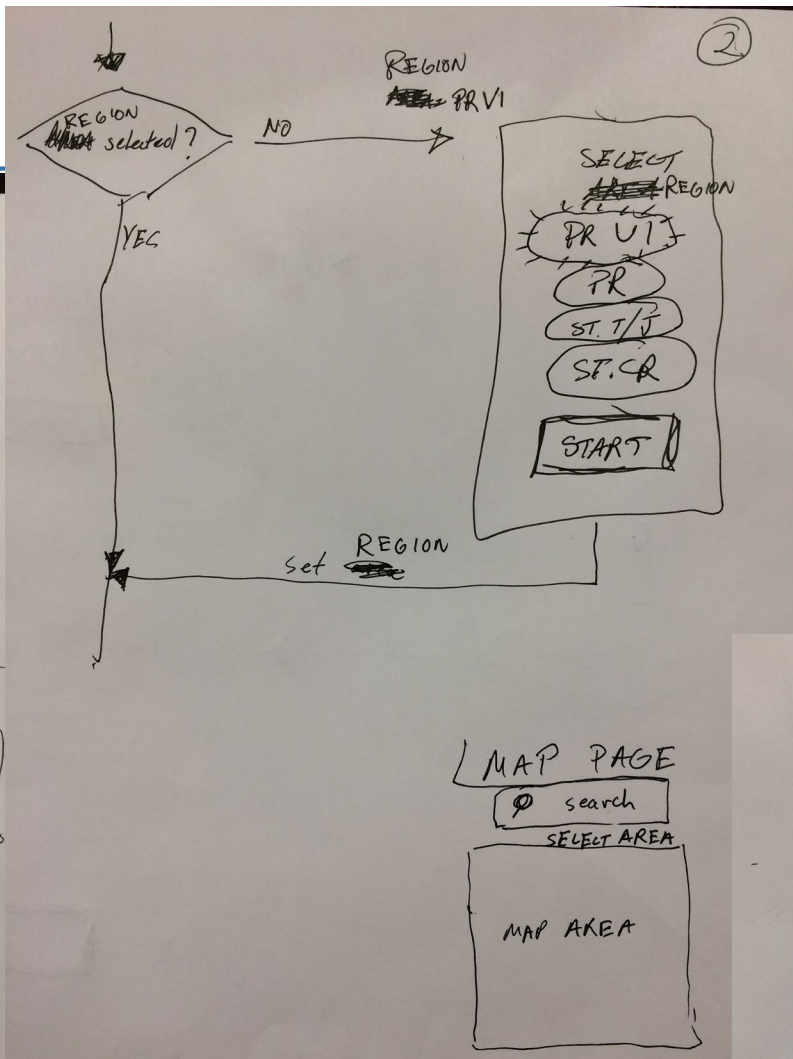 2
REGION
PRVI
REGION
selected?
NO
SELECT
REGION
PR VI
PR
ST. T/J
ST. CR
START
YES
set REGION
MAP PAGE
search
SELECT AREA
MAP AREA